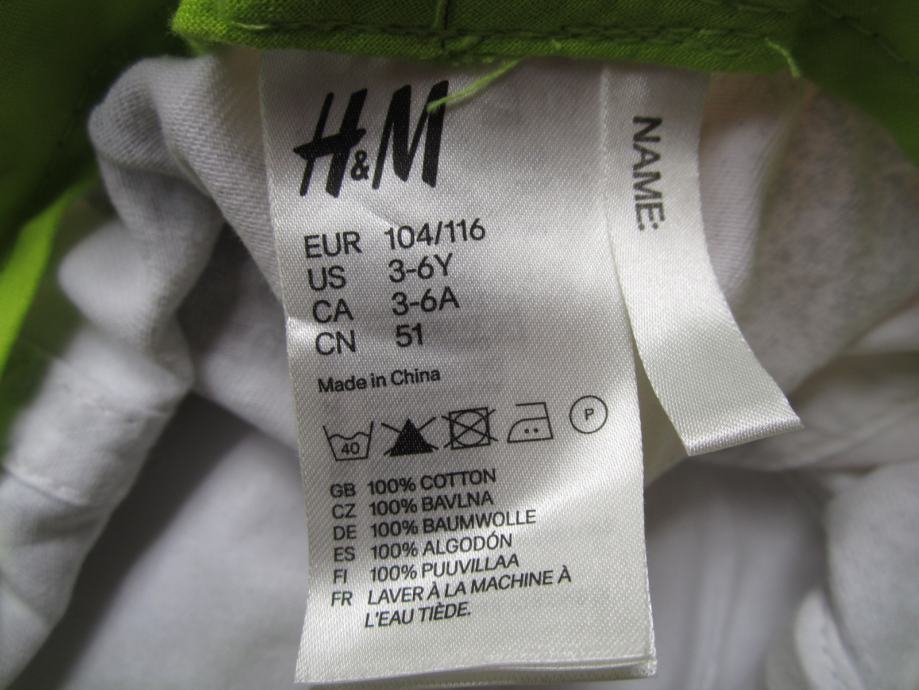 H&M
EUR 104/116
US 3-6Y
CA 3-6A
CN 51
Made in China
40
P
GB 100% COTTON
CZ 100% BAVLNA
DE 100% BAUMWOLLE
ES 100% ALGODÓN
FI 100% PUUVILLAA
FR LAVER À LA MACHINE À
L'EAU TIÈDE.
NAME: